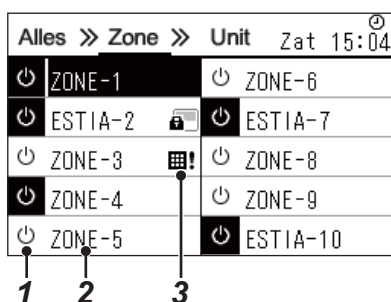 Alles » Zone » Unit Zat 15:04
ZONE-1 ZONE-6
ESTIA-2 ESTIA-7
ZONE-3 ! ZONE-8
ZONE-4 ZONE-9
ZONE-5 ESTIA-10
1 2 3